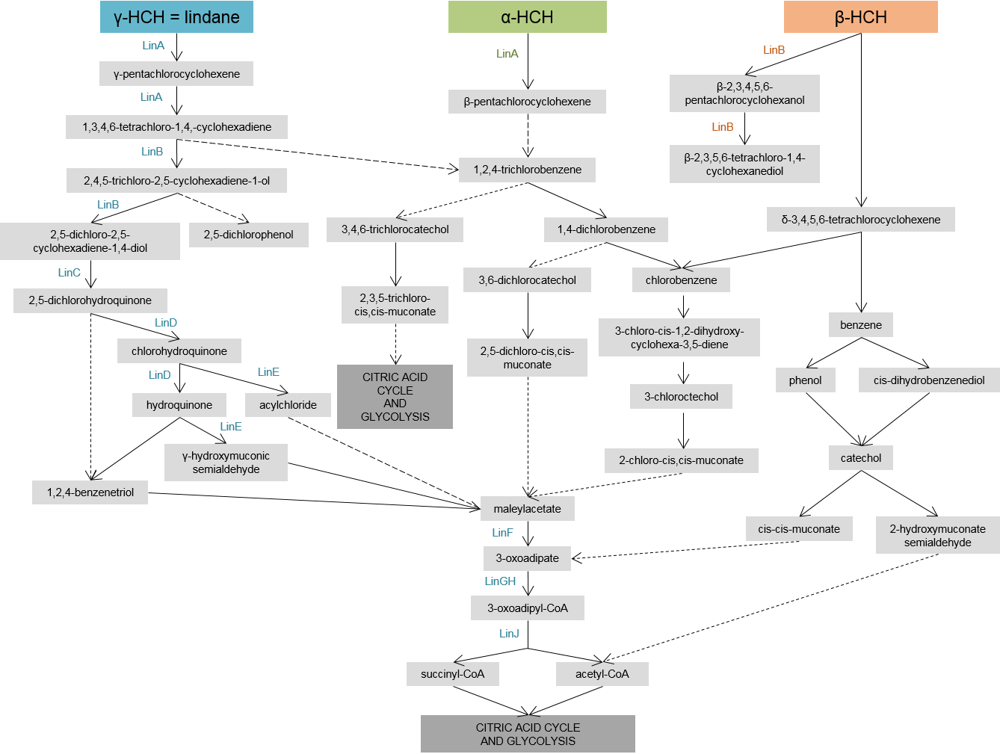 γ-HCH = lindane
α-HCH
β-HCH
LinA
LinA
LinB
γ-pentachlorocyclohexene
β-2,3,4,5,6-
pentachlorocyclohexanol
LinA
β-pentachlorocyclohexene
1,3,4,6-tetrachloro-1,4,-cyclohexadiene
LinB
LinB
β-2,3,5,6-tetrachloro-1,4-
cyclohexanediol
1,2,4-trichlorobenzene
2,4,5-trichloro-2,5-cyclohexadiene-1-ol
LinB
δ-3,4,5,6-tetrachlorocyclohexene
2,5-dichloro-2,5-
cyclohexadiene-1,4-diol
2,5-dichlorophenol
3,4,6-trichlorocatechol
1,4-dichlorobenzene
LinC
3,6-dichlorocatechol
chlorobenzene
2,5-dichlorohydroquinone
2,3,5-trichloro-
cis,cis-muconate
LinD
benzene
3-chloro-cis-1,2-dihydroxy-
cyclohexa-3,5-diene
chlorohydroquinone
2,5-dichloro-cis,cis-
muconate
LinD
LinE
CITRIC ACID
CYCLE
AND
GLYCOLYSIS
phenol
cis-dihydrobenzenediol
hydroquinone
acylchloride
3-chloroctechol
LinE
γ-hydroxymuconic
semialdehyde
2-chloro-cis,cis-muconate
catechol
1,2,4-benzenetriol
maleylacetate
LinF
cis-cis-muconate
2-hydroxymuconate
semialdehyde
3-oxoadipate
LinGH
3-oxoadipyl-CoA
LinJ
succinyl-CoA
acetyl-CoA
CITRIC ACID CYCLE
AND GLYCOLYSIS